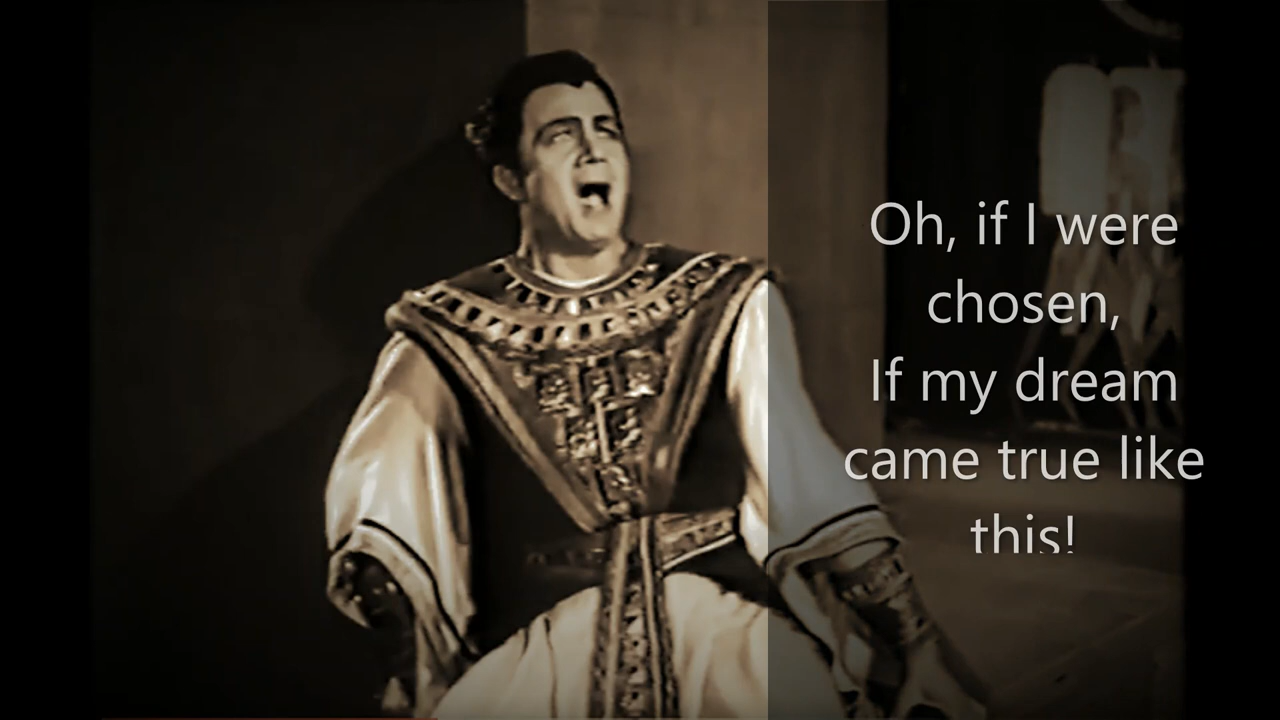 Oh, if I were
chosen,
If my dream
came true like
this!